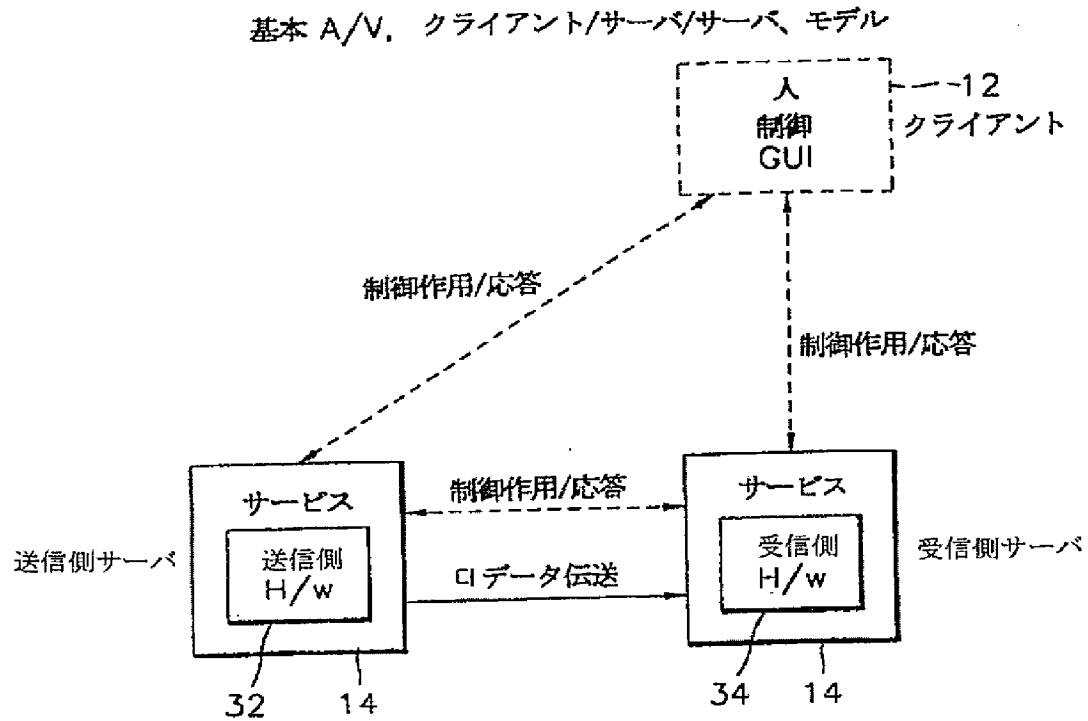 基本 A/V, クライアント/サーバ/サーバ、モデル
人
制御
GUI
12
クライアント
制御作用/応答
制御作用/応答
サービス
送信側
H/w
送信側サーバ
32
14
制御作用/応答
データ伝送
サービス
受信側
H/w
受信側サーバ
34
14